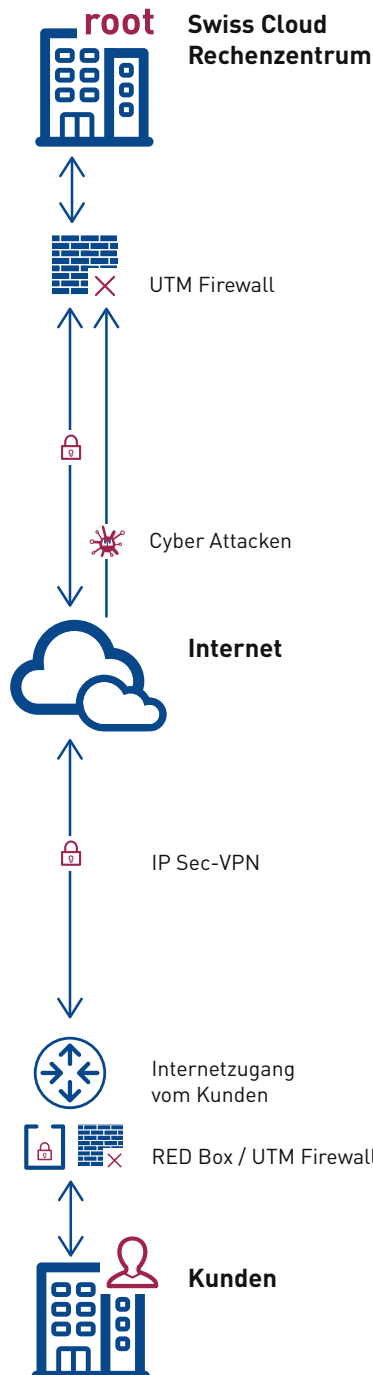 root
Swiss Cloud
Rechenzentrum
UTM Firewall
Cyber Attacken
Internet
IP Sec-VPN
Internetzugang
vom Kunden
RED Box / UTM Firewall
Kunden